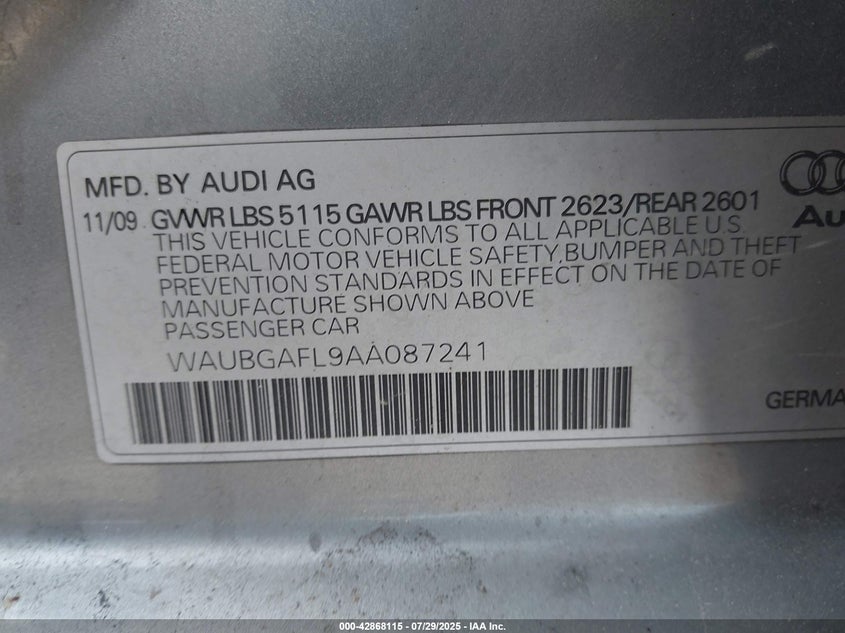 MFD. BY AUDI AG
11/09 GVWR LBS 5115 GAWR LBS FRONT 2623/REAR 2601
THIS VEHICLE CONFORMS TO ALL APPLICABLE U.S.
FEDERAL MOTOR VEHICLE SAFETY,BUMPER AND THEFT
PREVENTION STANDARDS IN EFFECT ON THE DATE OF
MANUFACTURE SHOWN ABOVE
PASSENGER CAR
WAUBGAFL9AA087241
Au
GERMA
000-42868115 - 07/29/2025 - IAA Inc.